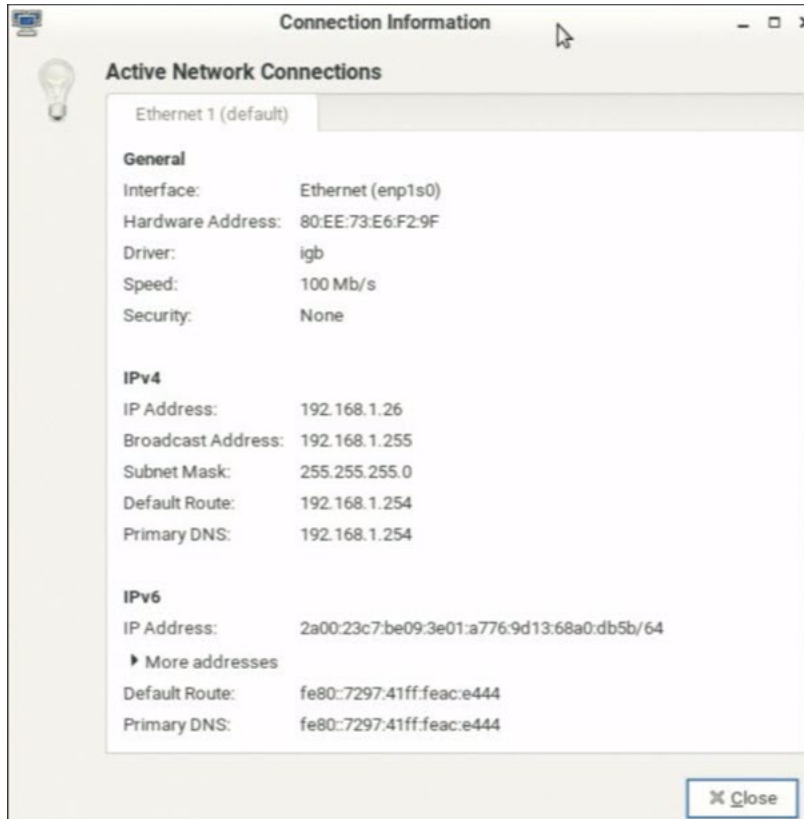 Connection Information
Active Network Connections
Ethernet 1 (default)
General
Interface: Ethernet (enp1s0)
Hardware Address: 80:EE:73:E6:F2:9F
Driver: igb
Speed: 100 Mb/s
Security: None
IPv4
IP Address: 192.168.1.26
Broadcast Address: 192.168.1.255
Subnet Mask: 255.255.255.0
Default Route: 192.168.1.254
Primary DNS: 192.168.1.254
IPv6
IP Address: 2a00:23c7:be09:3e01:a776:9d13:68a0:db5b/64
More addresses
Default Route: fe80::7297:41ff:feac:e444
Primary DNS: fe80::7297:41ff:feac:e444
Close